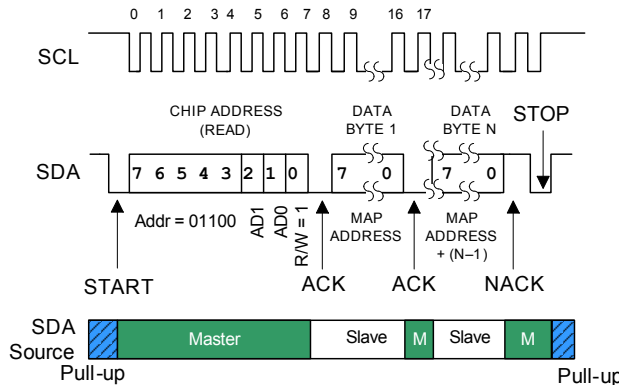 0 1 2 3 4 5 6 7 8 9 16 17
SCL
CHIP ADDRESS
(READ)
DATA
BYTE 1
DATA
BYTE N
STOP
SDA
7 6 5 4 3 2 1 0 7 0 7 0
Addr = 01100
AD1
AD0
R/W = 1
MAP
ADDRESS
MAP
ADDRESS
+ (N–1)
START
ACK
ACK
NACK
SDA
Source
Master
Slave
M
Slave
M
Pull-up
Pull-up